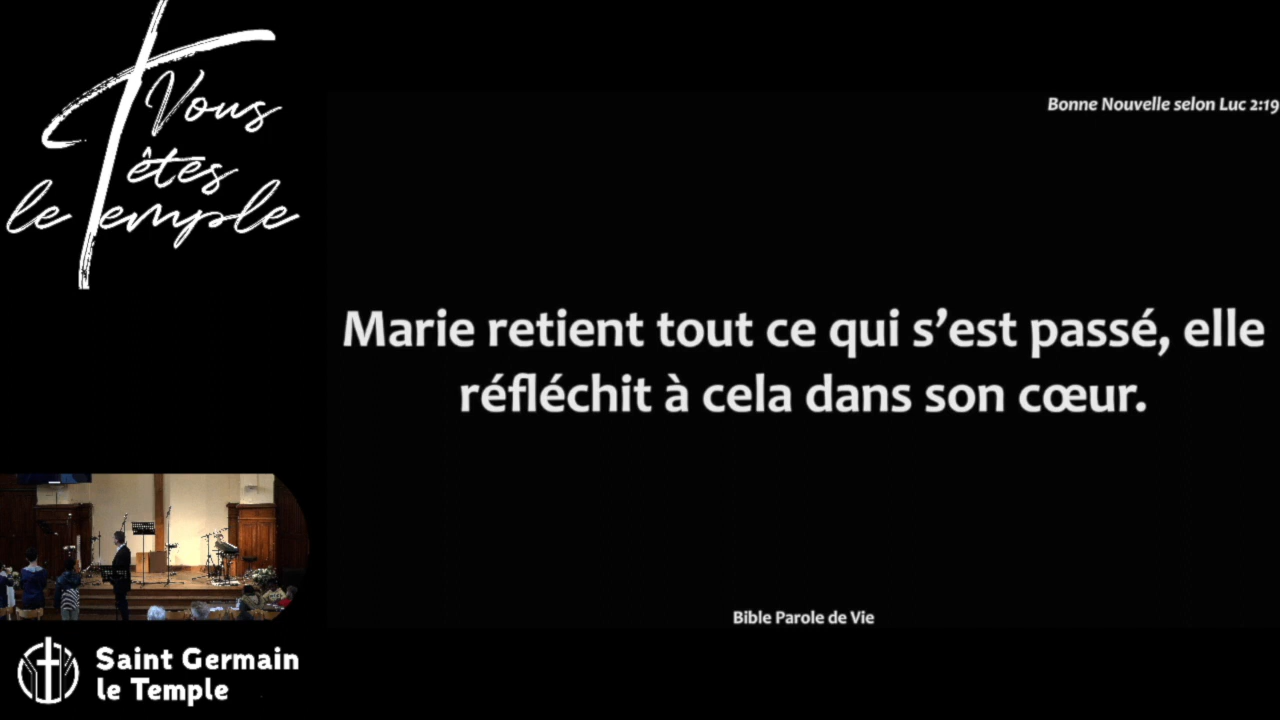 Vous
êtes
le Temple
Bonne Nouvelle selon Luc 2:19
Marie retient tout ce qui s’est passé, elle
réfléchit à cela dans son cœur.
Bible Parole de Vie
Saint Germain
le Temple